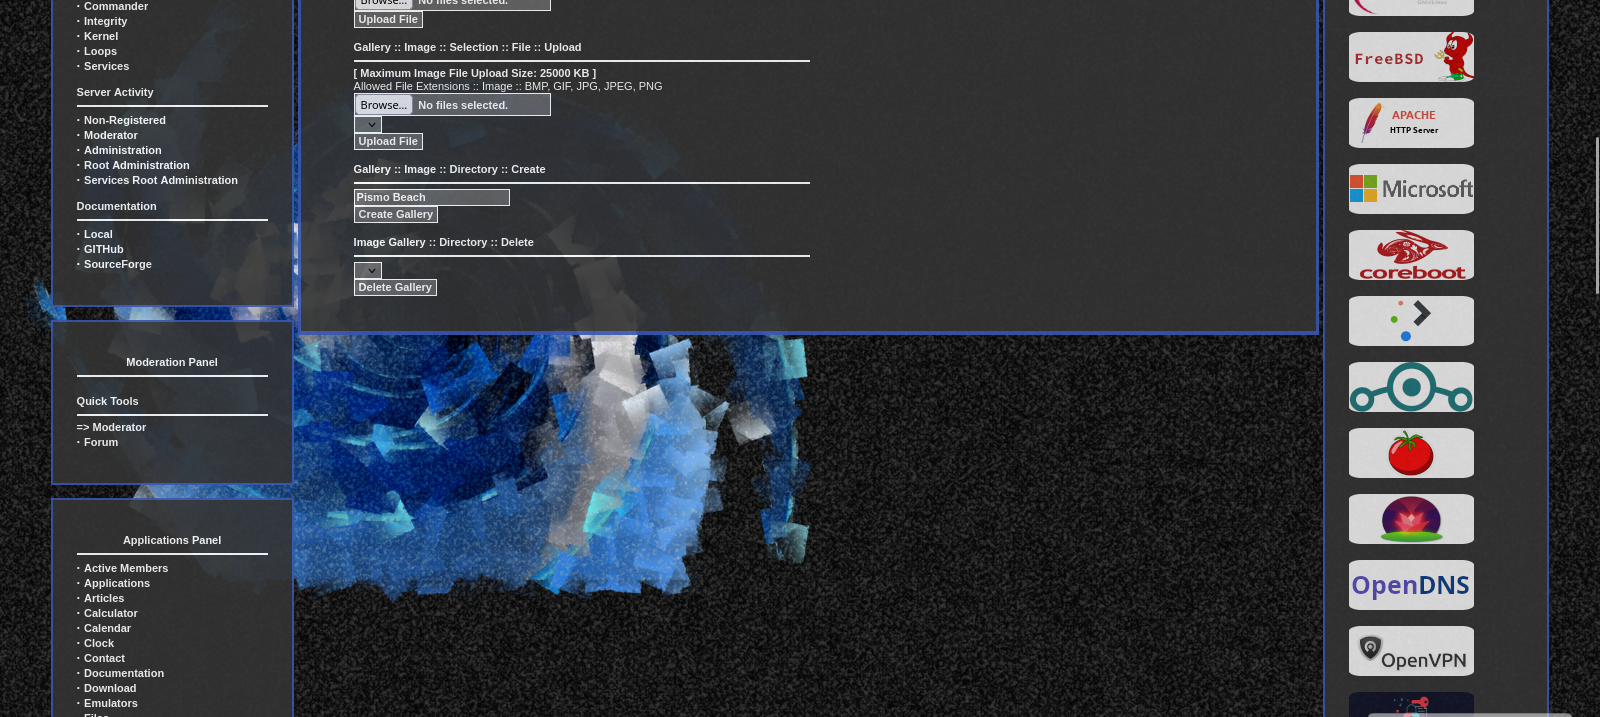 · Commander
· Integrity
· Kernel
· Loops
· Services
Server Activity
· Non-Registered
· Moderator
· Administration
· Root Administration
· Services Root Administration
Documentation
· Local
· GITHub
· SourceForge
Moderation Panel
Quick Tools
=> Moderator
· Forum
Applications Panel
· Active Members
· Applications
· Articles
· Calculator
· Calendar
· Clock
· Contact
· Documentation
· Download
· Emulators
· Files
Browse... No files selected.
Upload File
Gallery :: Image :: Selection :: File :: Upload
[ Maximum Image File Upload Size: 25000 KB ]
Allowed File Extensions :: Image :: BMP, GIF, JPG, JPEG, PNG
Browse... No files selected.
Upload File
Gallery :: Image :: Directory :: Create
Pismo Beach
Create Gallery
Image Gallery :: Directory :: Delete
Delete Gallery
FreeBSD
APACHE
HTTP Server
Microsoft
coreboot
OpenDNS
OpenVPN